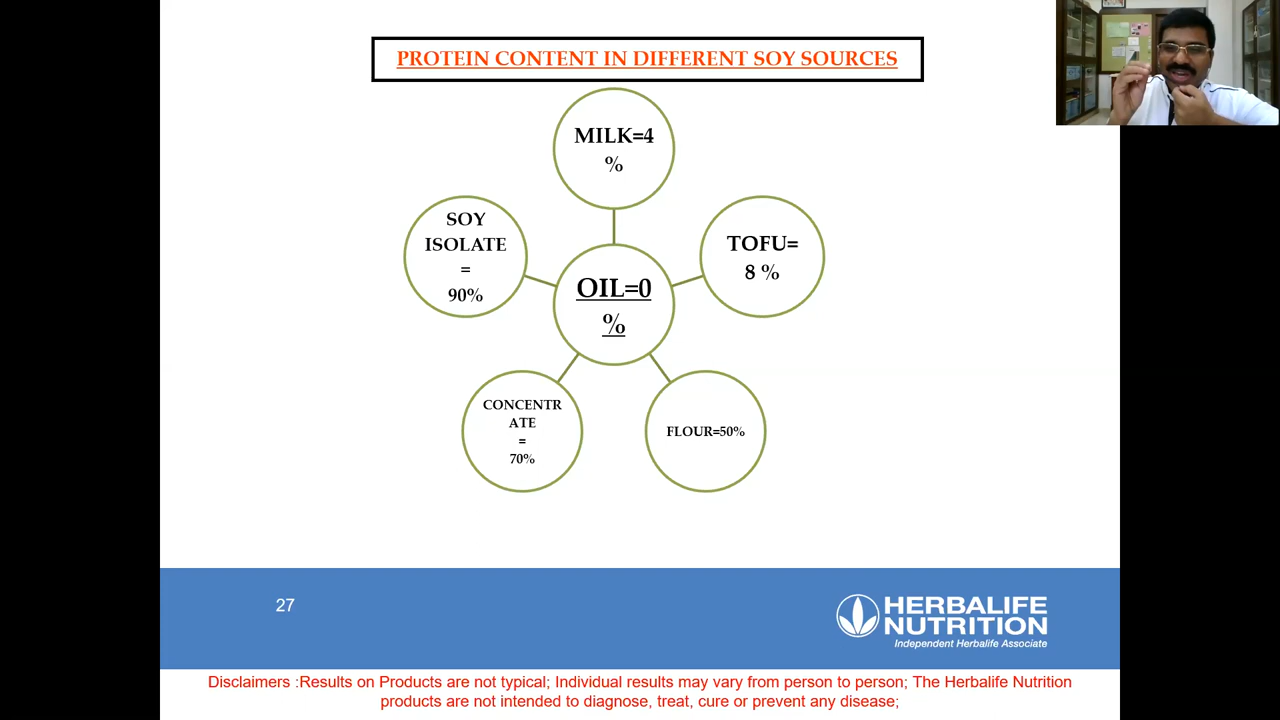 PROTEIN CONTENT IN DIFFERENT SOY SOURCES
MILK=4
%
SOY
ISOLATE
=
90%
TOFU=
8 %
OIL=0
%
CONCENTR
ATE
=
70%
FLOUR=50%
27
HERBALIFE
NUTRITION
Independent Herbalife Associate
Disclaimers :Results on Products are not typical; Individual results may vary from person to person; The Herbalife Nutrition
products are not intended to diagnose, treat, cure or prevent any disease;